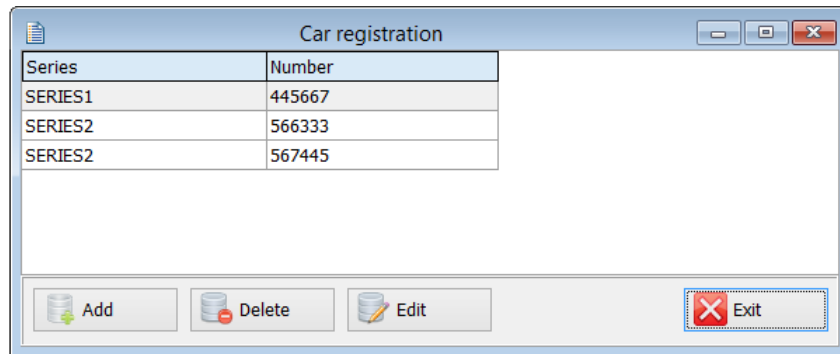 Car registration
Series Number
SERIES1 445667
SERIES2 566333
SERIES2 567445
Add Delete Edit Exit